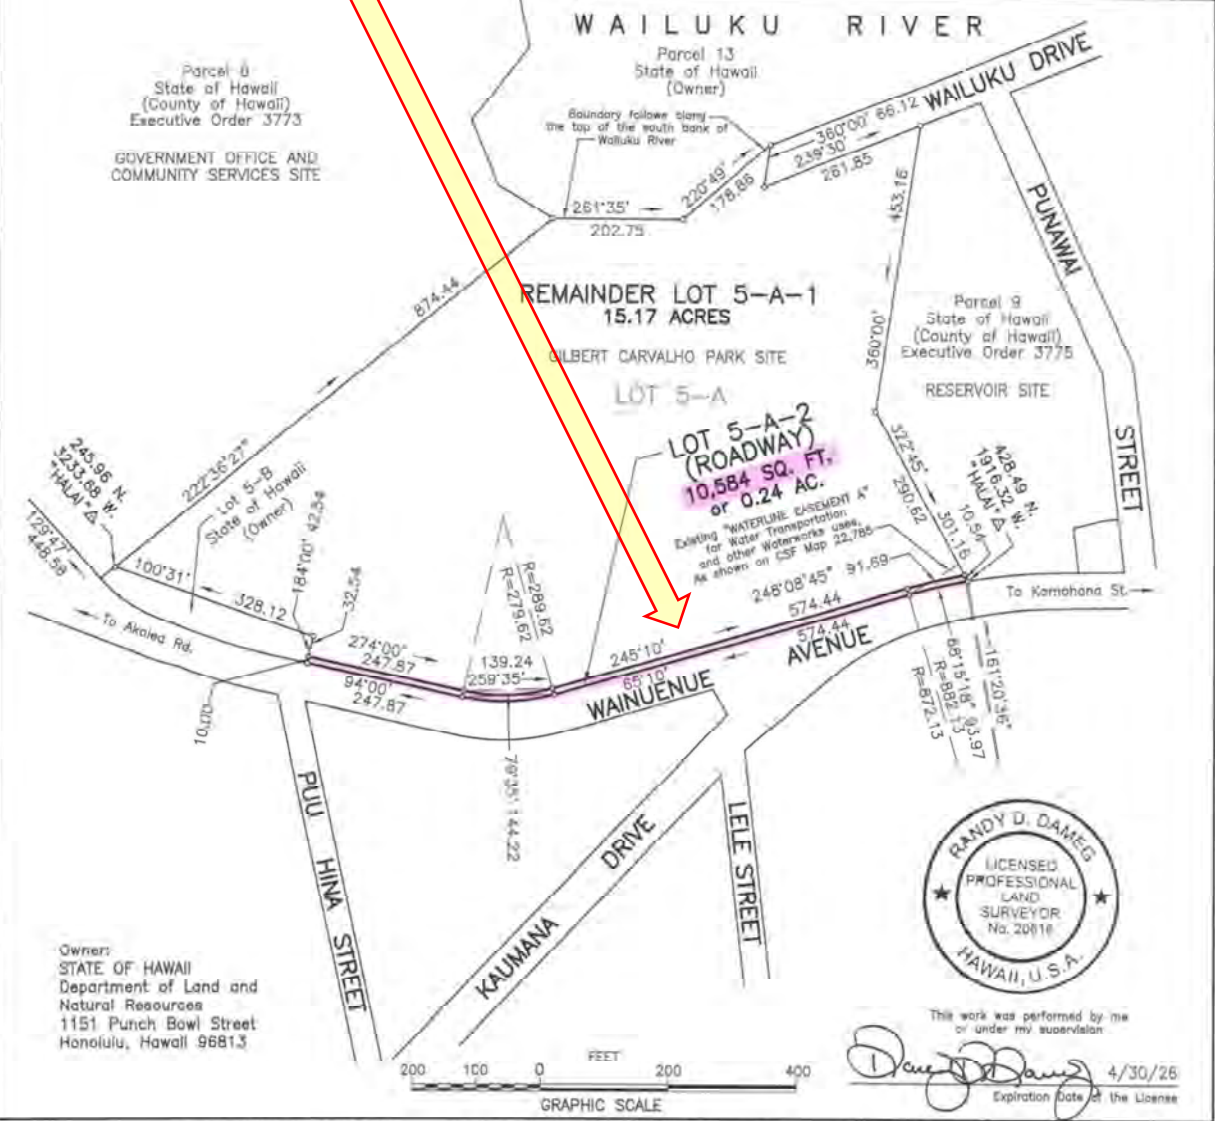 WAILUKU RIVER
Parcel 13
State of Hawaii
(Owner)
Parcel 8
State of Hawaii
(County of Hawaii)
Executive Order 3773
GOVERNMENT OFFICE AND
COMMUNITY SERVICES SITE
Boundary follows along
the top of the south bank of
Wailuku River
360°00' 66.12
WAILUKU DRIVE
239°30'
261.85
220°49'
178.86
261°35'
202.75
453.16
360°00'
PUNAWAI
STREET
874.44
222°36'27"
REMAINDER LOT 5-A-1
15.17 ACRES
GILBERT CARVALHO PARK SITE
LOT 5-A
Parcel 9
State of Hawaii
(County of Hawaii)
Executive Order 3775
RESERVOIR SITE
LOT 5-A-2
(ROADWAY)
10,584 SQ. FT.
or 0.24 AC.
Existing "WATERLINE EASEMENT A"
for Water Transportation
and other Waterworks uses,
As shown on CSF Map 22,785
322°45'
290.62
301.16
10.54
428.49 N.
1916.32 W.
"HALAI" △
245.96 N.
3233.68 W.
"HALAI" △
129°47'
448.58
Lot 5-B
State of Hawaii
(Owner)
100°31'
328.12
184°00' 42.54
32.54
To Akolea Rd.
274°00'
247.87
94°00'
247.87
10.00
R=289.62
R=279.62
139.24
259°35'
79°35' 144.22
245°10'
574.44
65°10'
574.44
248°08'45" 91.69
WAINUENUE
AVENUE
To Komohana St.
161°20'36"
68°15'18" 93.97
R=882.13
R=872.13
PUU HINA STREET
KAUMANA DRIVE
LELE STREET
RANDY D. DAMEG
LICENSED
PROFESSIONAL
LAND
SURVEYOR
No. 20616
HAWAII, U.S.A.
Owner:
STATE OF HAWAII
Department of Land and
Natural Resources
1151 Punch Bowl Street
Honolulu, Hawaii 96813
This work was performed by me
or under my supervision
4/30/26
Expiration Date of the License
FEET
200 100 0 200 400
GRAPHIC SCALE